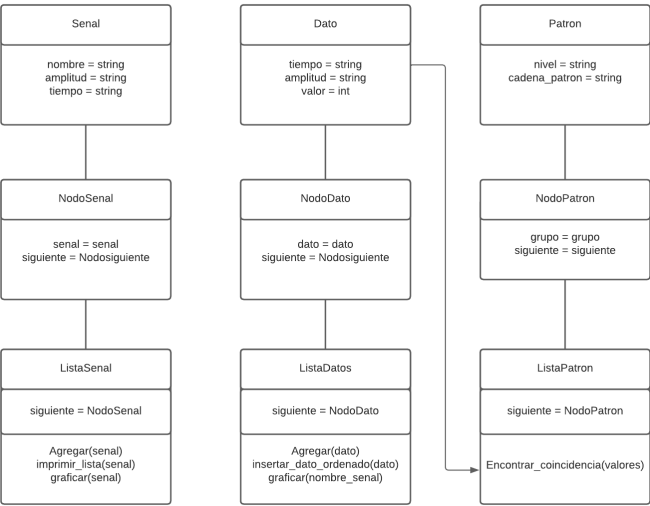 Senal
nombre = string
amplitud = string
tiempo = string
NodoSenal
senal = senal
siguiente = Nodosiguiente
ListaSenal
siguiente = NodoSenal
Agregar(senal)
imprimir_lista(senal)
graficar(senal)
Dato
tiempo = string
amplitud = string
valor = int
NodoDato
dato = dato
siguiente = Nodosiguiente
ListaDatos
siguiente = NodoDato
Agregar(dato)
insertar_dato_ordenado(dato)
graficar(nombre_senal)
Patron
nivel = string
cadena_patron = string
NodoPatron
grupo = grupo
siguiente = siguiente
ListaPatron
siguiente = NodoPatron
Encontrar_coincidencia(valores)